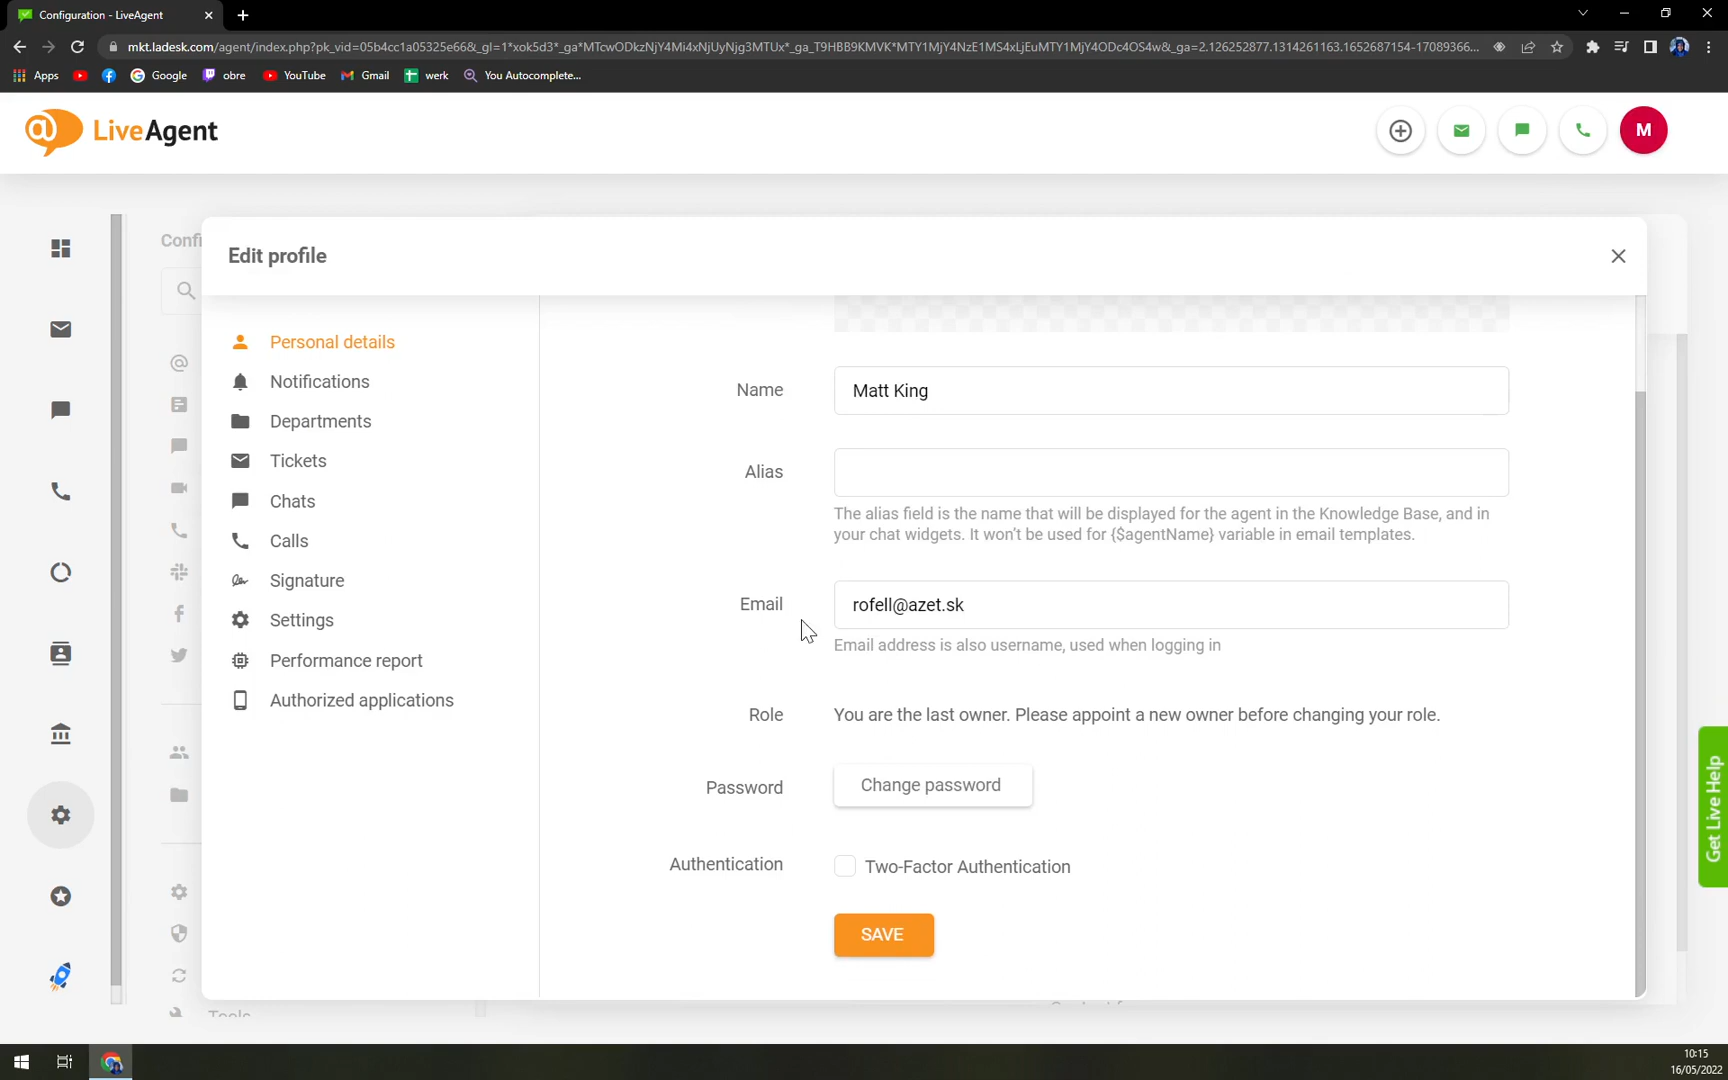 Configuration - LiveAgent
mkt.ladesk.com/agent/index.php?pk_vid=05b4cc1a05325e66&_gl=1*xok5d3*_ga*MTcwODkzNjY4Mi4xNjUyNjg3MTUx*_ga_T9HBB9KMVK*MTY1MjY4NzE1MS4xLjEuMTY1MjY4ODc4OS4w&_ga=2.126252877.1314261163.1652687154-17089366...
Apps
Google
obre
YouTube
Gmail
werk
You Autocomplete...
LiveAgent
M
Confi
Edit profile
Personal details
Notifications
Departments
Tickets
Chats
Calls
Signature
Settings
Performance report
Authorized applications
Name
Matt King
Alias
The alias field is the name that will be displayed for the agent in the Knowledge Base, and in
your chat widgets. It won't be used for {$agentName} variable in email templates.
Email
rofell@azet.sk
Email address is also username, used when logging in
Role
You are the last owner. Please appoint a new owner before changing your role.
Password
Change password
Authentication
Two-Factor Authentication
SAVE
Get Live Help
Tools
10:15
16/05/2022